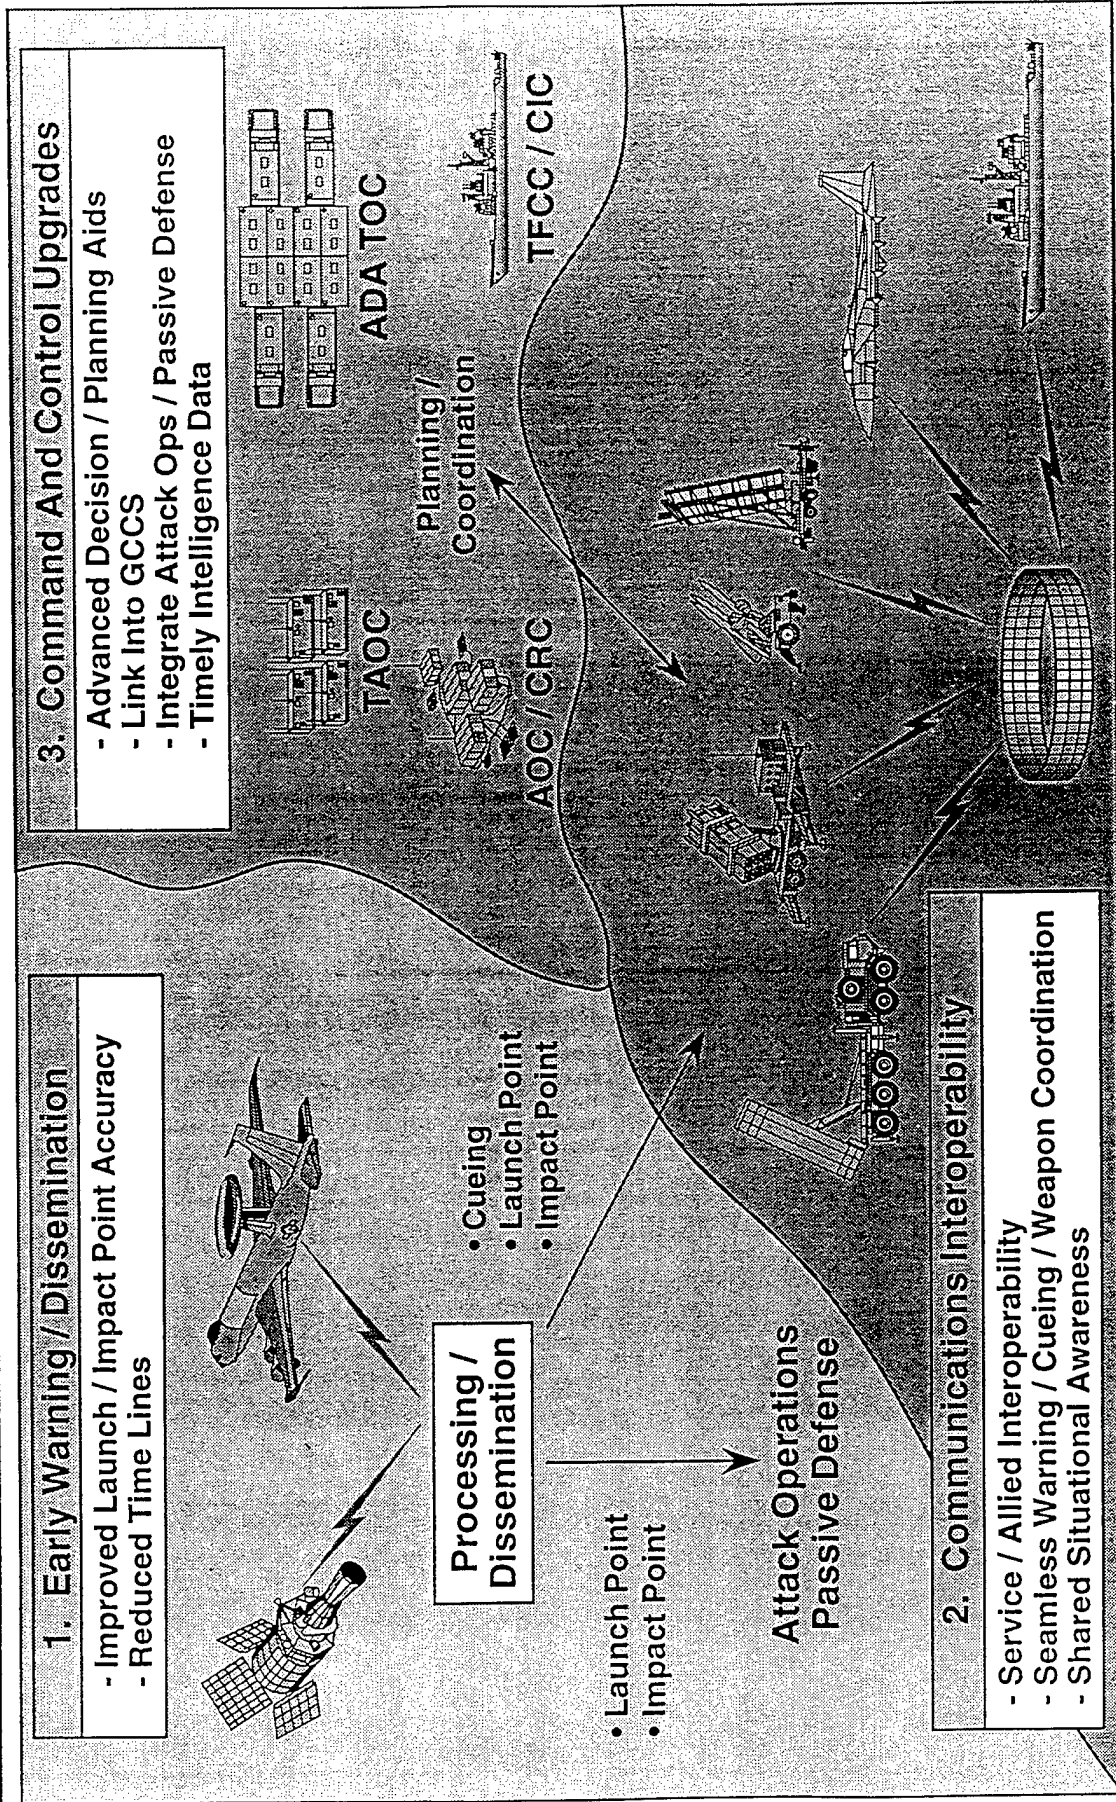 1. Early Warning / Dissemination
- Improved Launch / Impact Point Accuracy
- Reduced Time Lines
Processing /
Dissemination
• Cueing
• Launch Point
• Impact Point
• Launch Point
• Impact Point
Attack Operations
Passive Defense
2. Communications Interoperability
- Service / Allied Interoperability
- Seamless Warning / Cueing / Weapon Coordination
- Shared Situational Awareness
3. Command And Control Upgrades
- Advanced Decision / Planning Aids
- Link Into GCCS
- Integrate Attack Ops / Passive Defense
- Timely Intelligence Data
TAOC
ADA TOC
AOC / CRC
Planning /
Coordination
TFCC / CIC